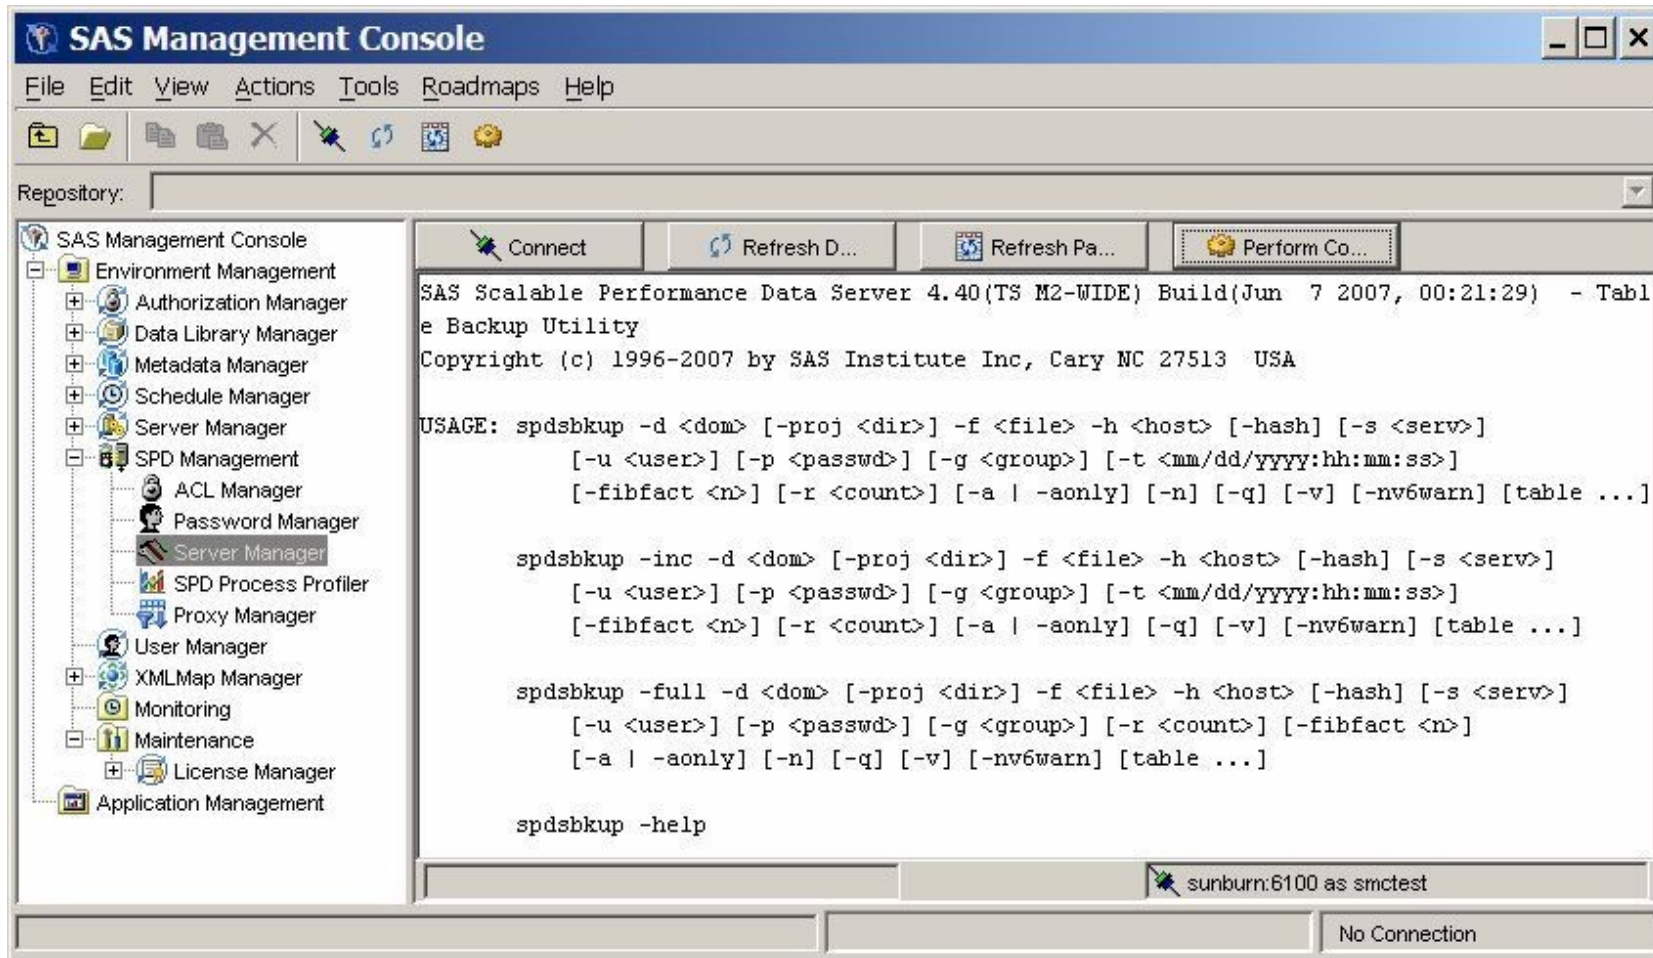 SAS Management Console
File Edit View Actions Tools Roadmaps Help
Repository:
SAS Management Console
Environment Management
Authorization Manager
Data Library Manager
Metadata Manager
Schedule Manager
Server Manager
SPD Management
ACL Manager
Password Manager
Server Manager
SPD Process Profiler
Proxy Manager
User Manager
XMLMap Manager
Monitoring
Maintenance
License Manager
Application Management
Connect Refresh D... Refresh Pa... Perform Co...
SAS Scalable Performance Data Server 4.40(TS M2-WIDE) Build(Jun 7 2007, 00:21:29) - Tabl
e Backup Utility
Copyright (c) 1996-2007 by SAS Institute Inc, Cary NC 27513 USA
USAGE: spdsbkup -d <dom> [-proj <dir>] -f <file> -h <host> [-hash] [-s <serv>]
[-u <user>] [-p <passwd>] [-g <group>] [-t <mm/dd/yyyy:hh:mm:ss>]
[-fibfact <n>] [-r <count>] [-a | -aonly] [-n] [-q] [-v] [-nv6warn] [table ...]
spdsbkup -inc -d <dom> [-proj <dir>] -f <file> -h <host> [-hash] [-s <serv>]
[-u <user>] [-p <passwd>] [-g <group>] [-t <mm/dd/yyyy:hh:mm:ss>]
[-fibfact <n>] [-r <count>] [-a | -aonly] [-q] [-v] [-nv6warn] [table ...]
spdsbkup -full -d <dom> [-proj <dir>] -f <file> -h <host> [-hash] [-s <serv>]
[-u <user>] [-p <passwd>] [-g <group>] [-r <count>] [-fibfact <n>]
[-a | -aonly] [-n] [-q] [-v] [-nv6warn] [table ...]
spdsbkup -help
sunburn:6100 as smctest
No Connection